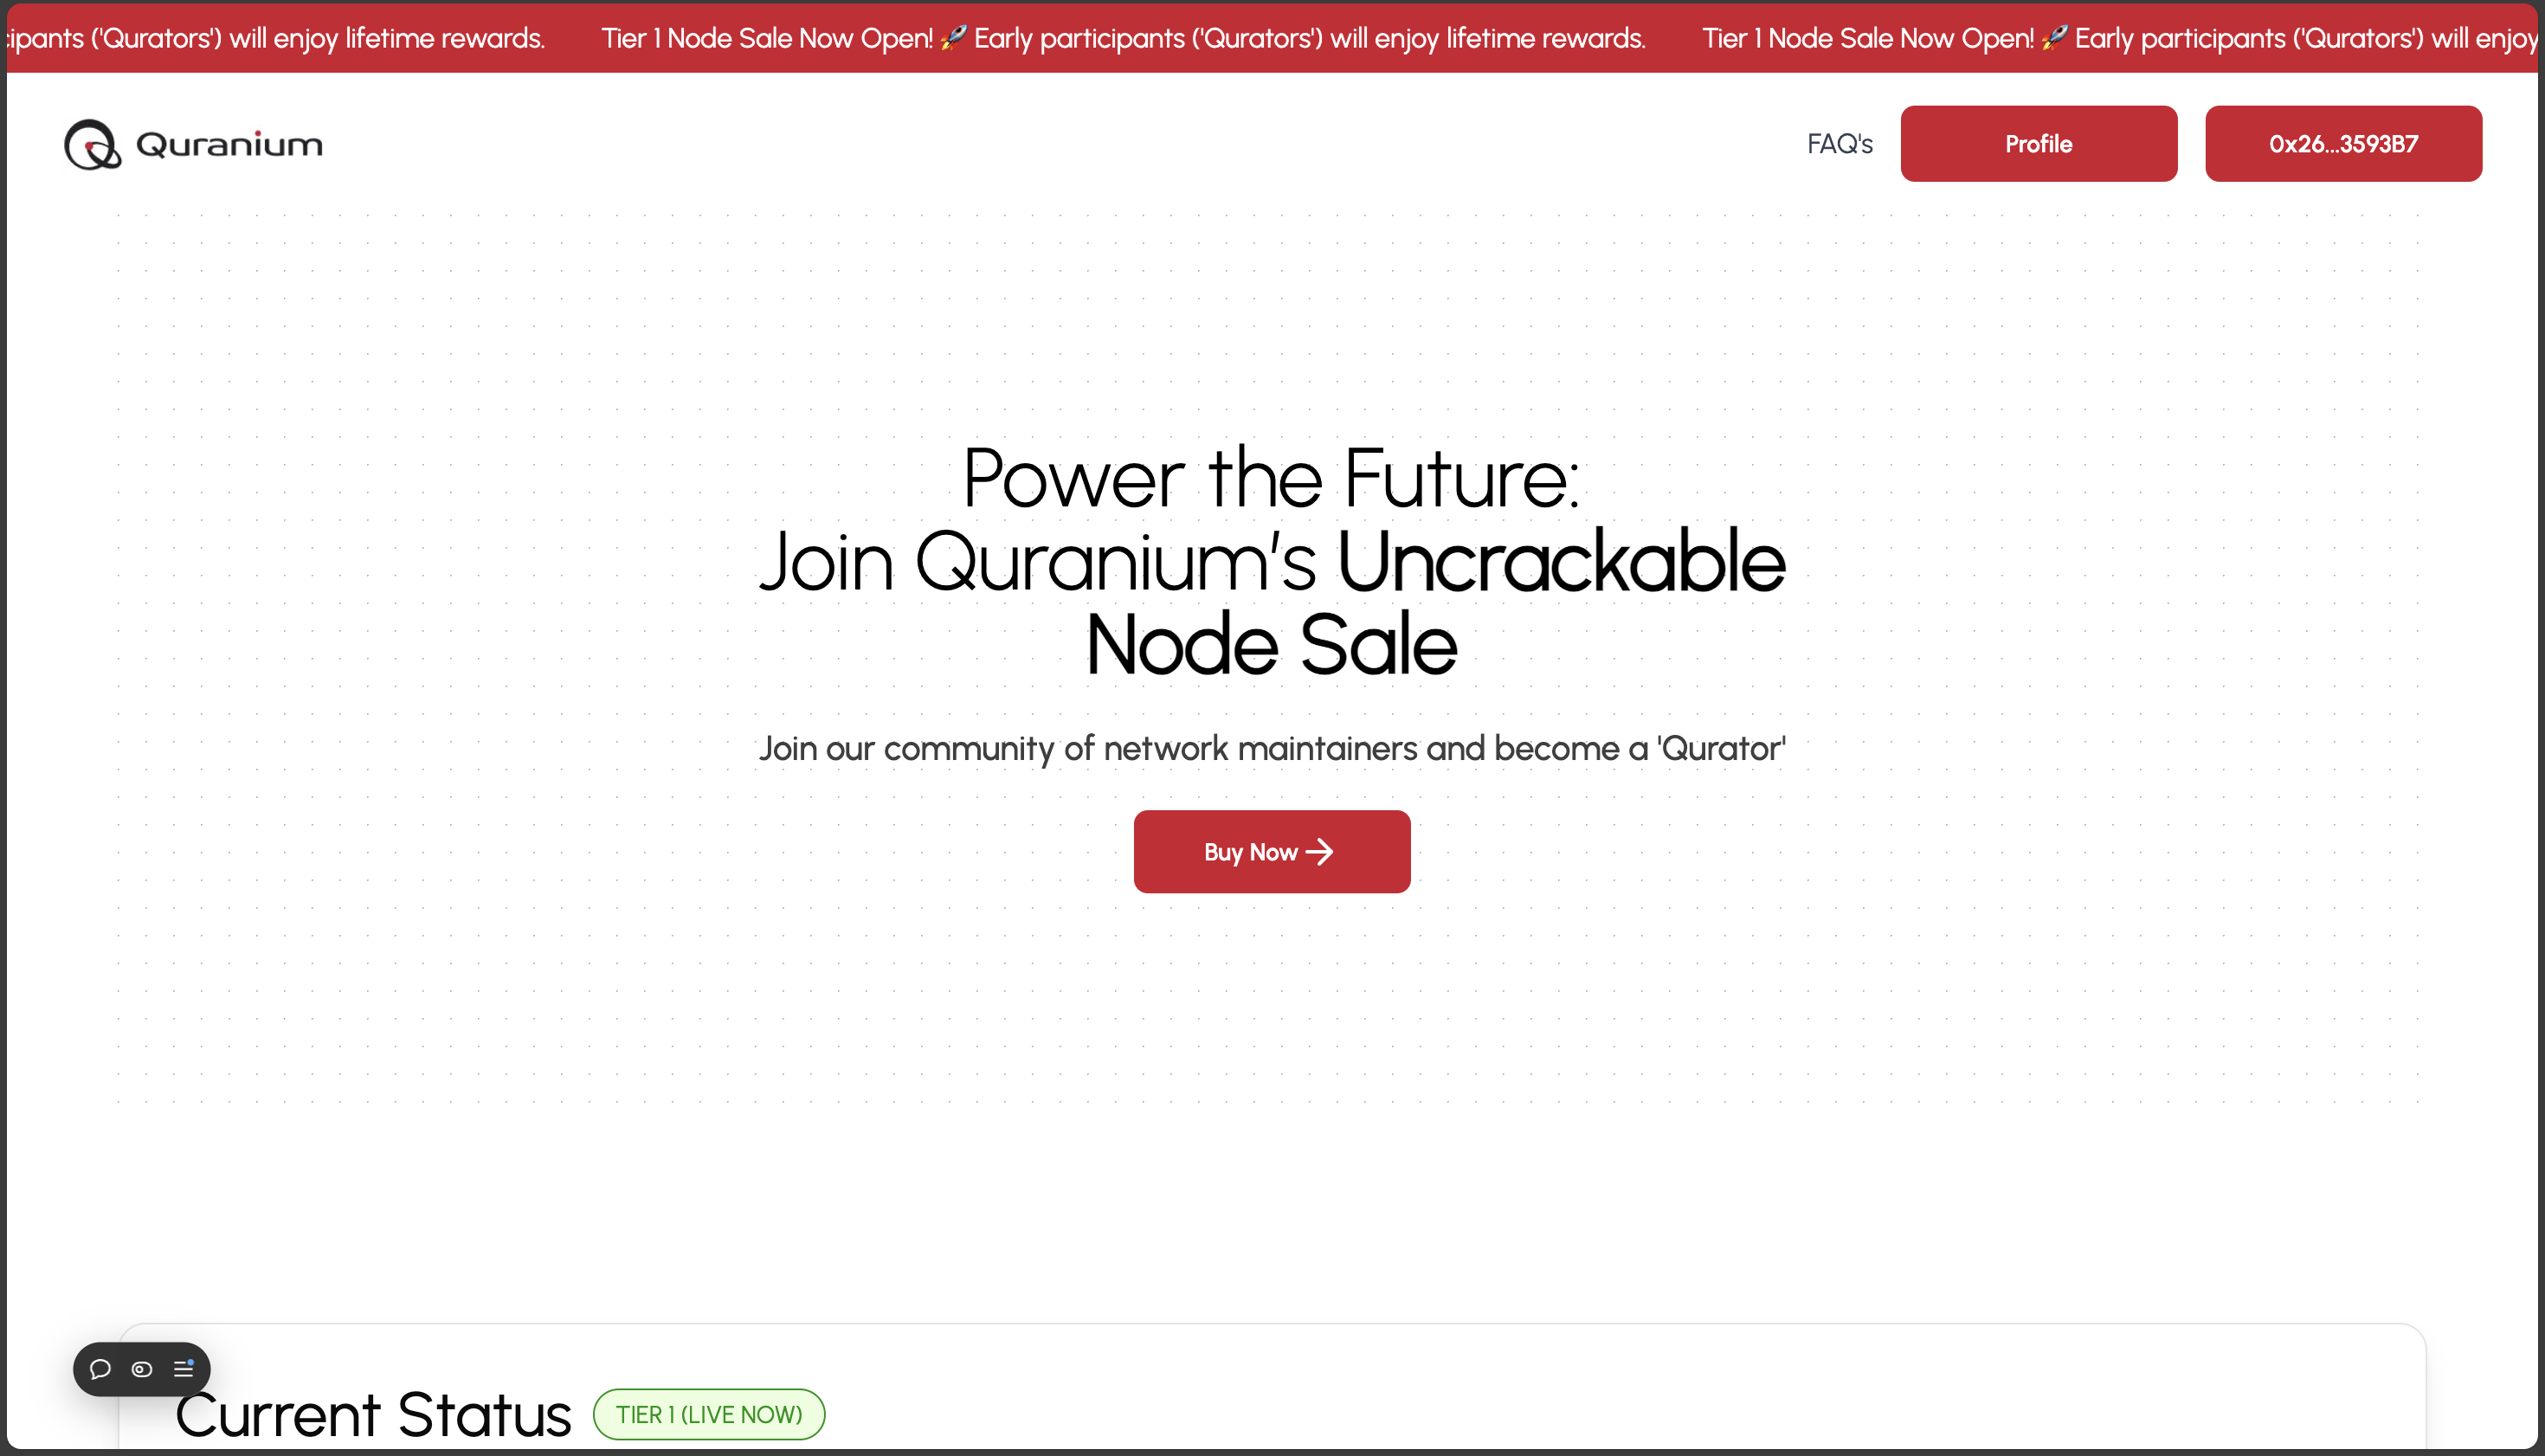 cipants ('Qurators') will enjoy lifetime rewards. Tier 1 Node Sale Now Open! 🚀 Early participants ('Qurators') will enjoy lifetime rewards. Tier 1 Node Sale Now Open! 🚀 Early participants ('Qurators') will enjoy
Quranium FAQ's Profile 0x26...3593B7
Power the Future:
Join Quranium's Uncrackable
Node Sale
Join our community of network maintainers and become a 'Qurator'
Buy Now →
Current Status TIER 1 (LIVE NOW)